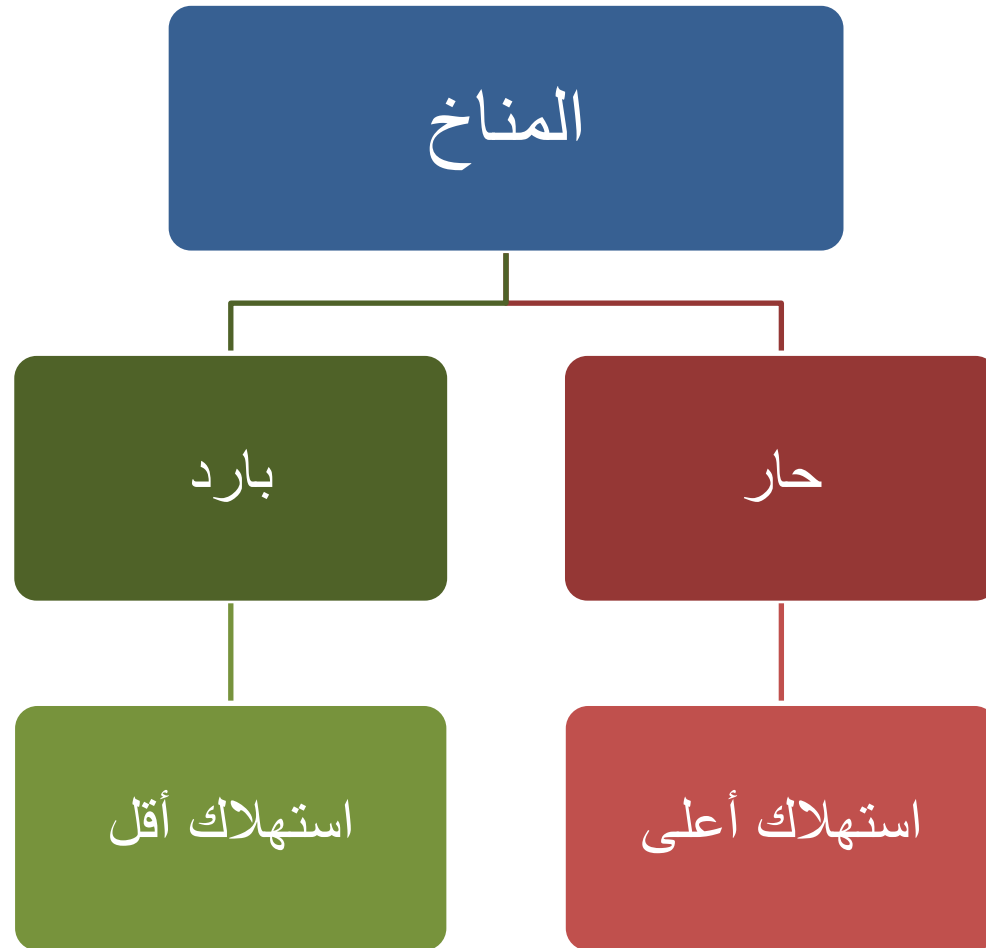 المناخ
حار
بارد
استهلاك أعلى
استهلاك أقل